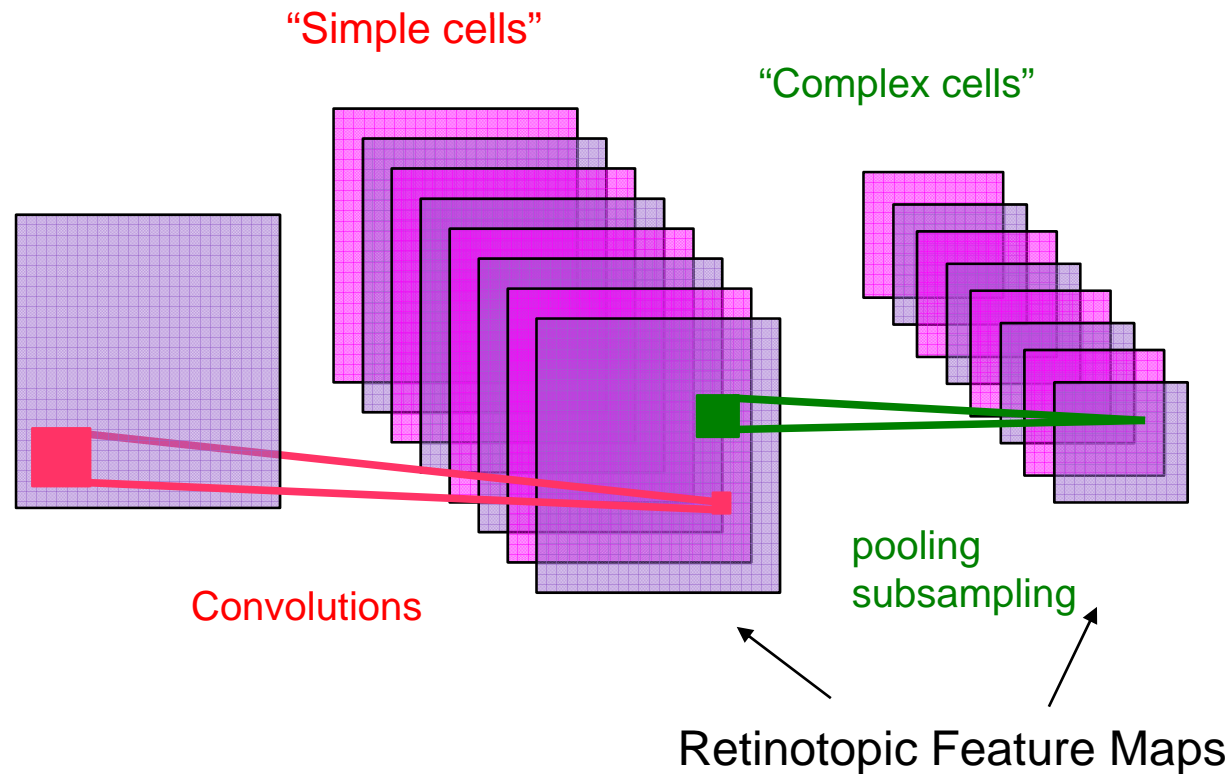 “Simple cells”
“Complex cells”
Convolutions
pooling
subsampling
Retinotopic Feature Maps